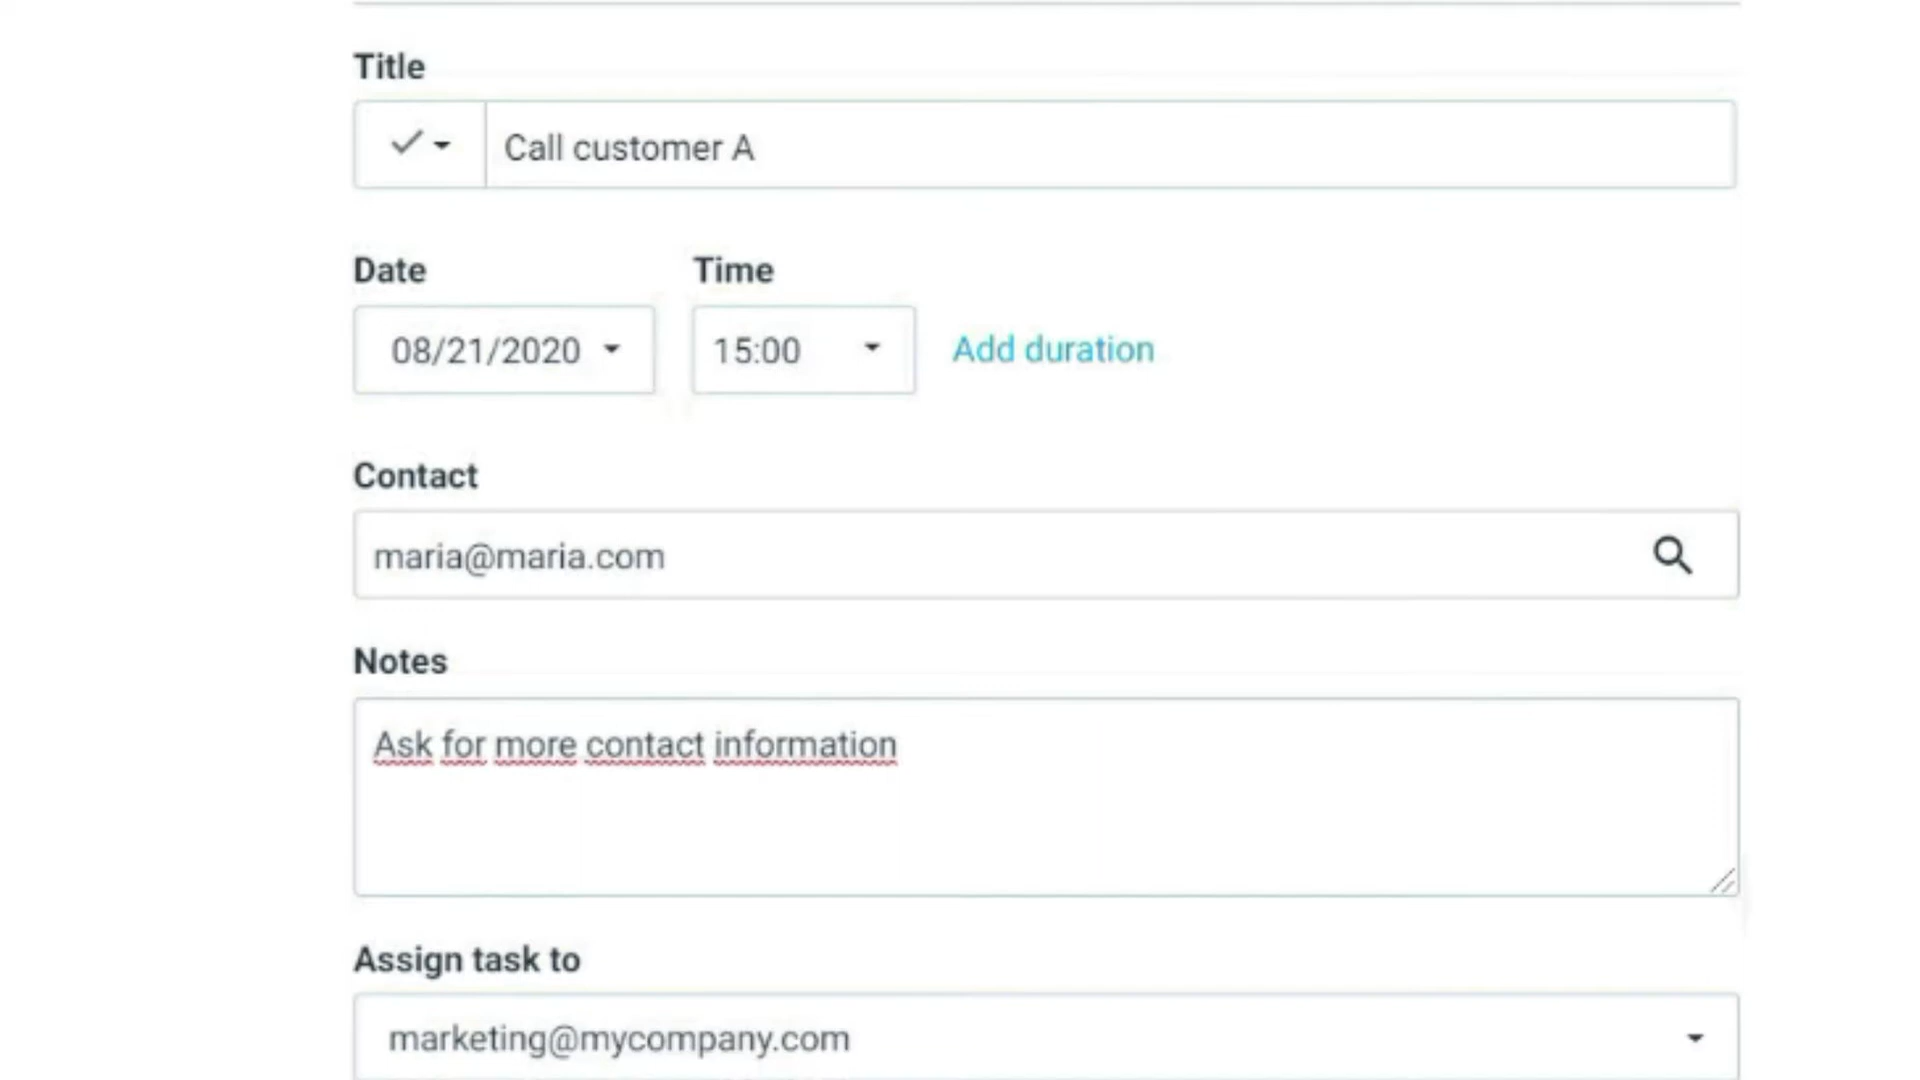 Title
Call customer A
Date Time
08/21/2020 15:00 Add duration
Contact
maria@maria.com
Notes
Ask for more contact information
Assign task to
marketing@mycompany.com